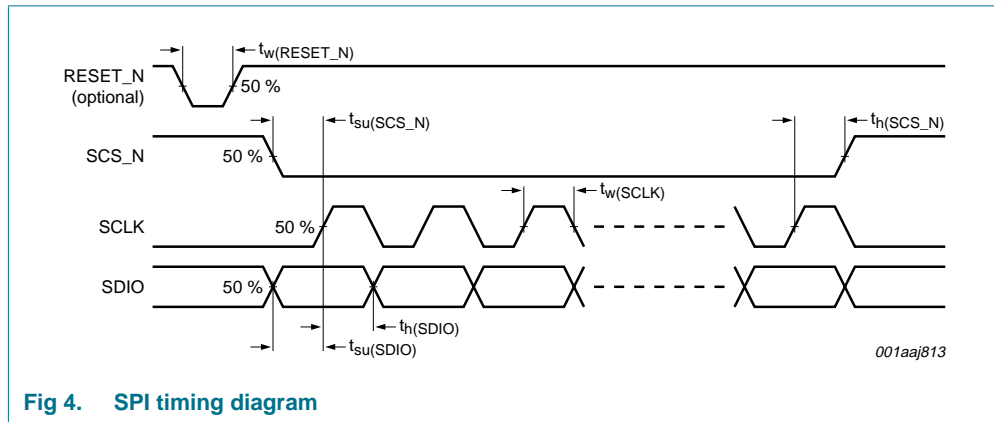 t_w(RESET_N)
RESET_N
(optional)
50 %
t_su(SCS_N)
t_h(SCS_N)
SCS_N
50 %
t_w(SCLK)
SCLK
50 %
SDIO
50 %
t_h(SDIO)
t_su(SDIO)
001aaj813
Fig 4. SPI timing diagram